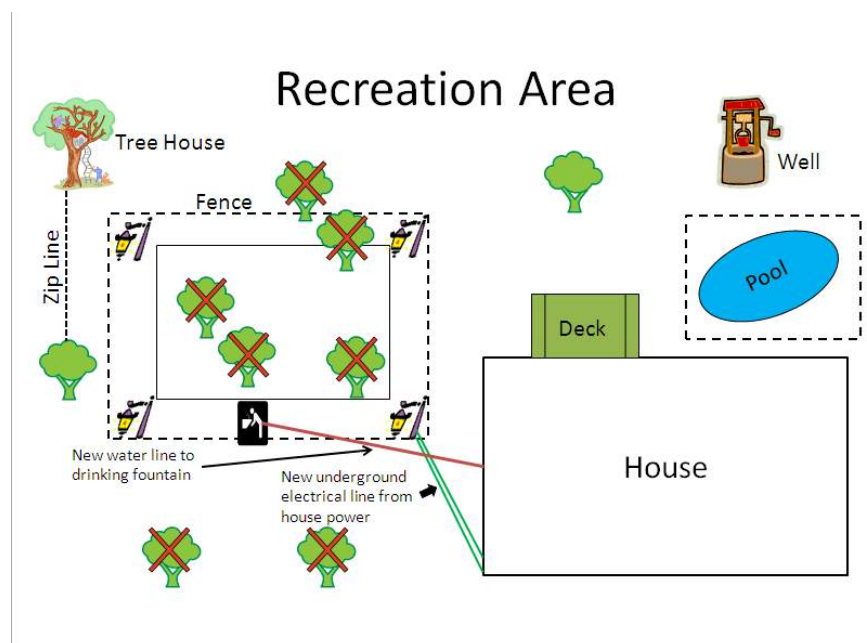 Recreation Area
Tree House
Well
Fence
Zip Line
Pool
Deck
New water line to
drinking fountain
New underground
electrical line from
house power
House